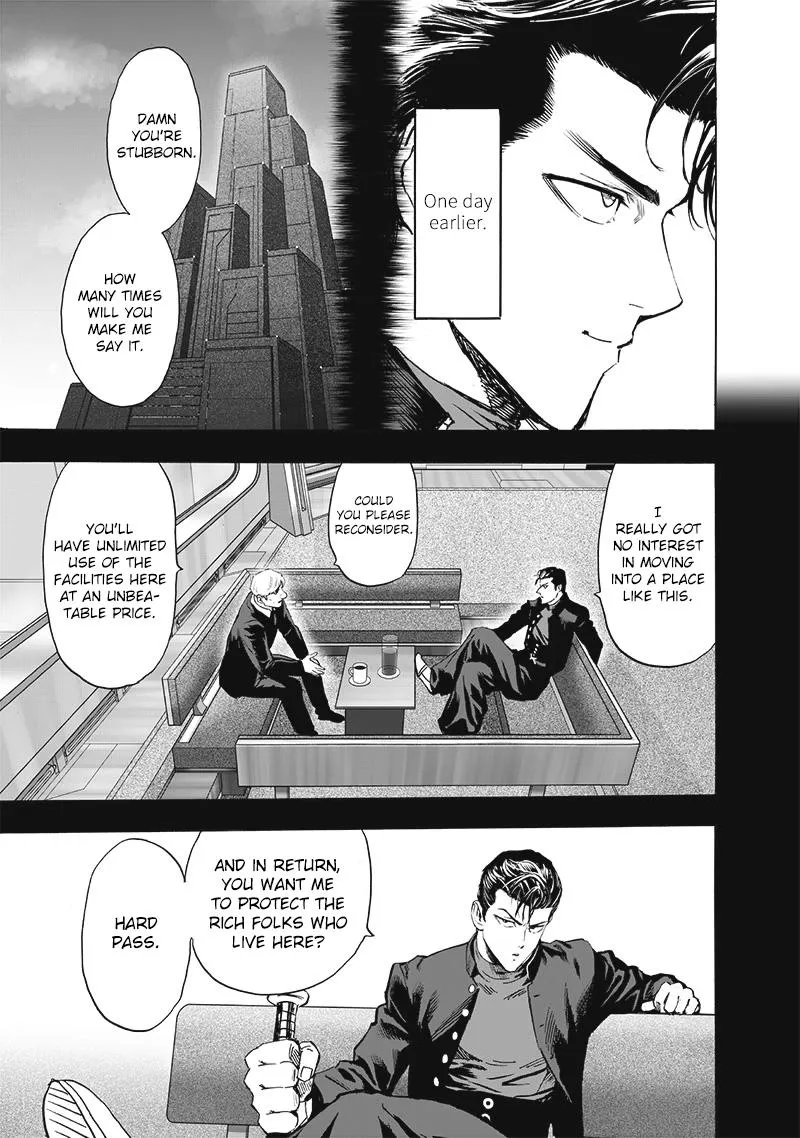 One day
earlier.
DAMN
YOU'RE
STUBBORN.
HOW
MANY TIMES
WILL YOU
MAKE ME
SAY IT.
I
REALLY GOT
NO INTEREST
IN MOVING
INTO A PLACE
LIKE THIS.
COULD
YOU PLEASE
RECONSIDER.
YOU'LL
HAVE UNLIMITED
USE OF THE
FACILITIES HERE
AT AN UNBEA-
TABLE PRICE.
AND IN RETURN,
YOU WANT ME
TO PROTECT THE
RICH FOLKS WHO
LIVE HERE?
HARD
PASS.